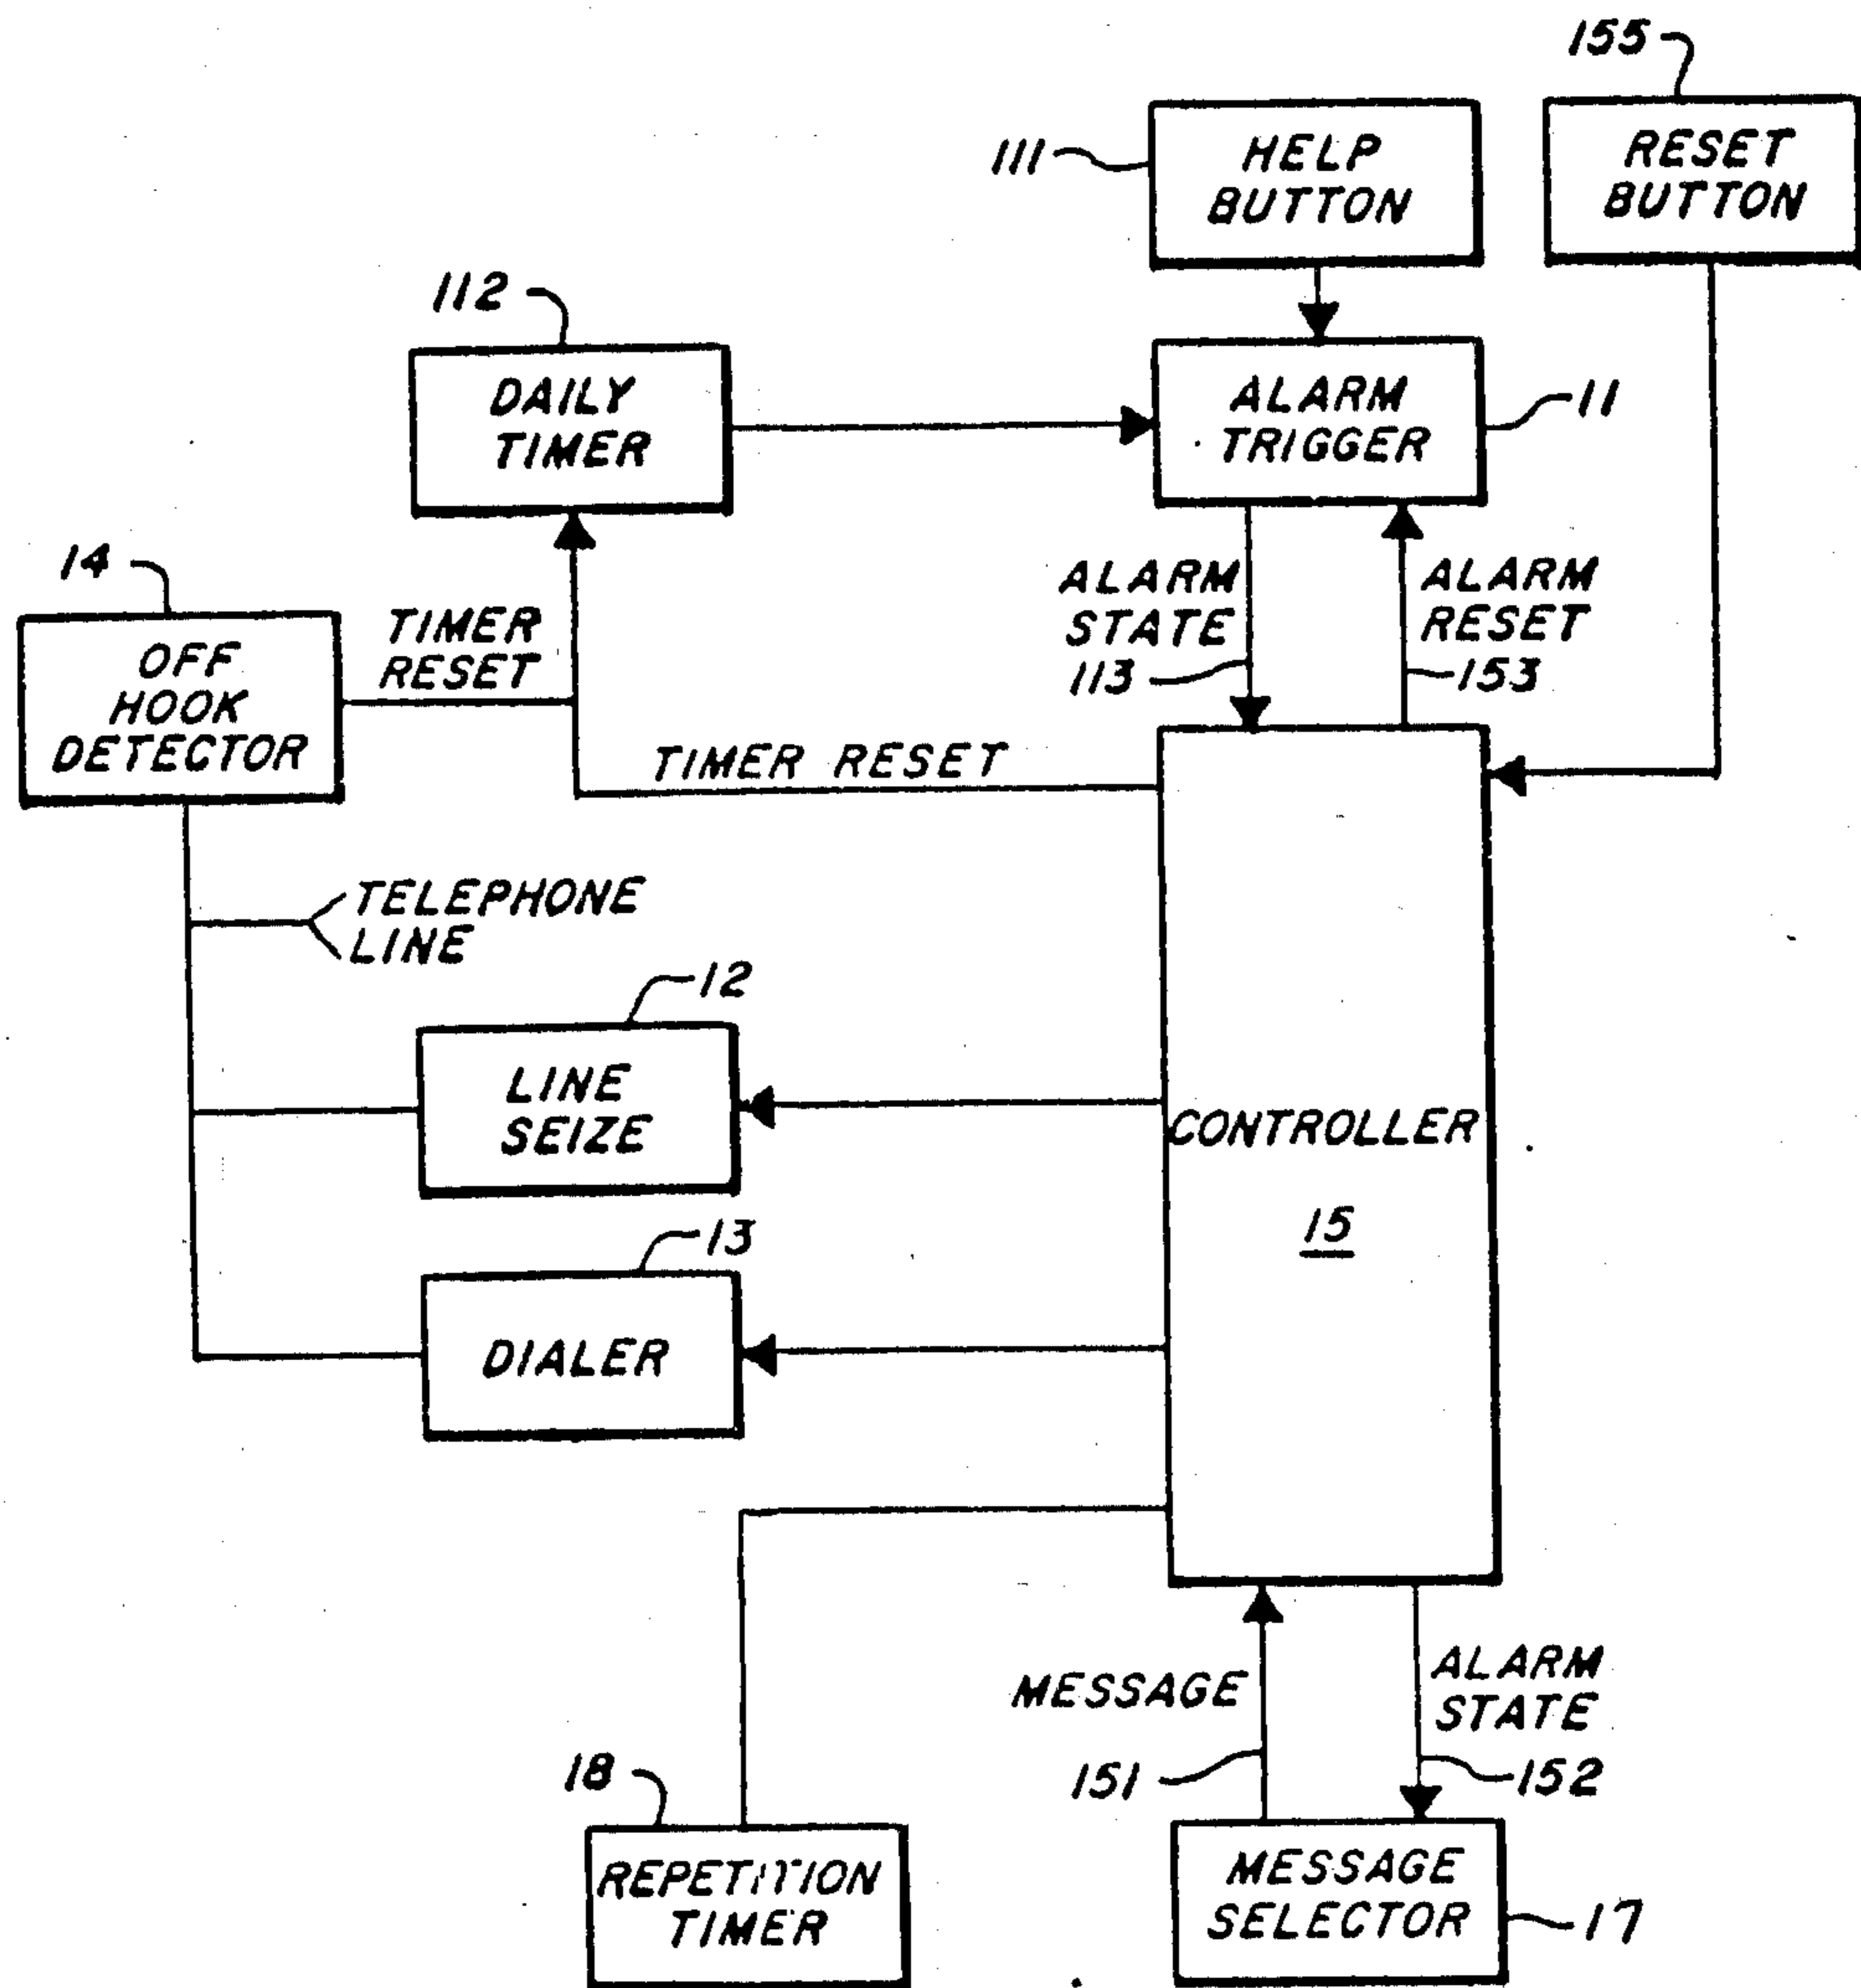 155
111
HELP
BUTTON
RESET
BUTTON
112
DAILY
TIMER
ALARM
TRIGGER
11
14
OFF
HOOK
DETECTOR
TIMER
RESET
ALARM
STATE
113
ALARM
RESET
153
TIMER RESET
TELEPHONE
LINE
12
LINE
SEIZE
CONTROLLER
15
13
DIALER
MESSAGE
151
ALARM
STATE
152
18
REPETITION
TIMER
MESSAGE
SELECTOR
17